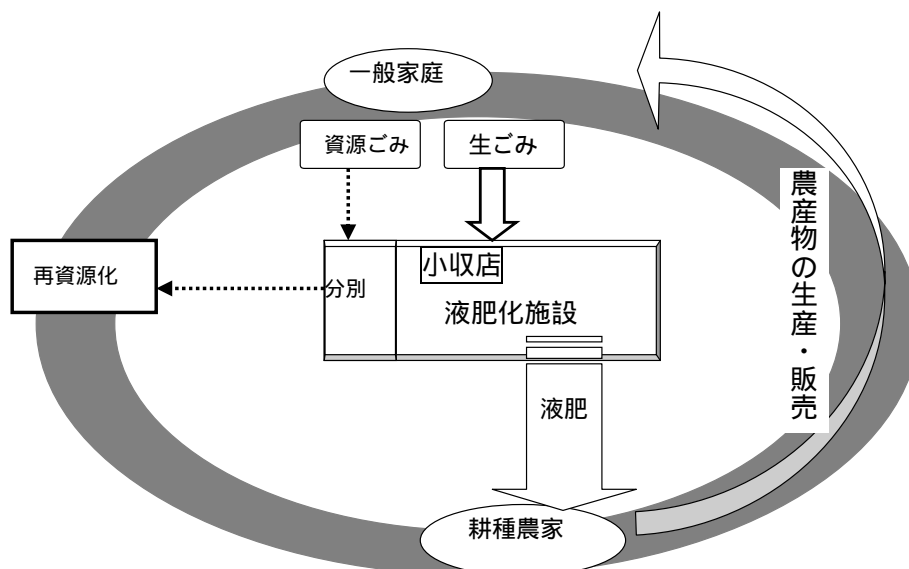 一般家庭
資源ごみ
生ごみ
農産物の生産・販売
小収店
再資源化
分別
液肥化施設
液肥
耕種農家